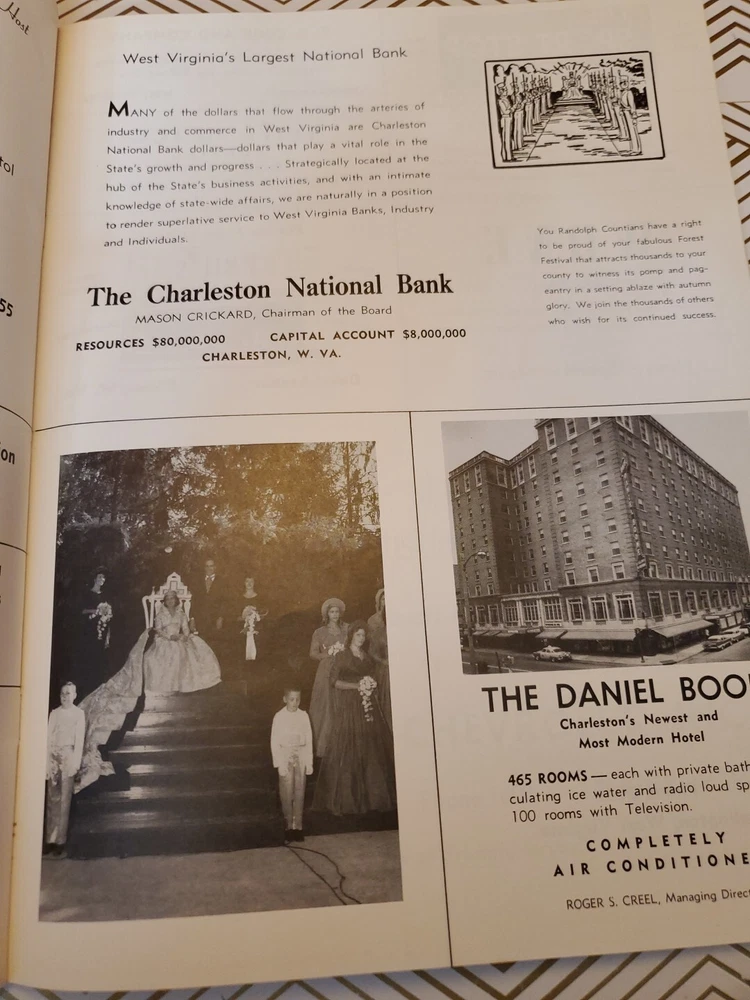 Host
tol
55
on
West Virginia's Largest National Bank
MANY of the dollars that flow through the arteries of
industry and commerce in West Virginia are Charleston
National Bank dollars—dollars that play a vital role in the
State's growth and progress . . . Strategically located at the
hub of the State's business activities, and with an intimate
knowledge of state-wide affairs, we are naturally in a position
to render superlative service to West Virginia Banks, Industry
and Individuals.
The Charleston National Bank
MASON CRICKARD, Chairman of the Board
RESOURCES $80,000,000 CAPITAL ACCOUNT $8,000,000
CHARLESTON, W. VA.
You Randolph Countians have a right
to be proud of your fabulous Forest
Festival that attracts thousands to your
county to witness its pomp and pag-
eantry in a setting ablaze with autumn
glory. We join the thousands of others
who wish for its continued success.
THE DANIEL BOO
Charleston's Newest and
Most Modern Hotel
465 ROOMS — each with private bath
culating ice water and radio loud sp
100 rooms with Television.
COMPLETELY
AIR CONDITIONE
ROGER S. CREEL, Managing Direct